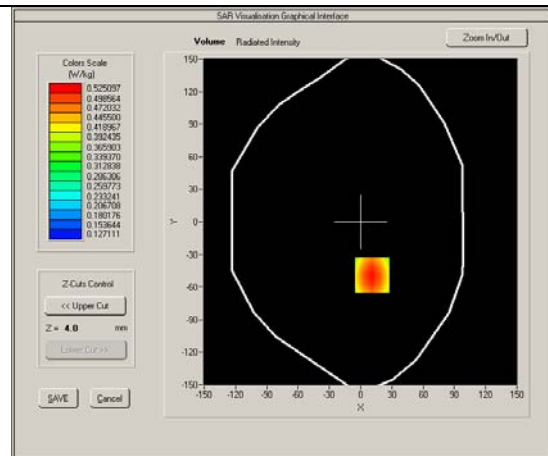 SAR Visualisation Graphical Interface
Volume Radiated Intensity
Zoom In/Out
Colors Scale
(W/kg)
0.525097
0.498564
0.472032
0.445500
0.418967
0.392435
0.365903
0.339370
0.312838
0.286306
0.259773
0.233241
0.206708
0.180176
0.153644
0.127111
Z-Cuts Control
<< Upper Cut
Z = 4.0 mm
Lower Cut >>
SAVE Cancel
150
120
90
60
30
0
-30
-60
-90
-120
-150
Y
-150 -120 -90 -60 -30 0 30 60 90 120 150
X